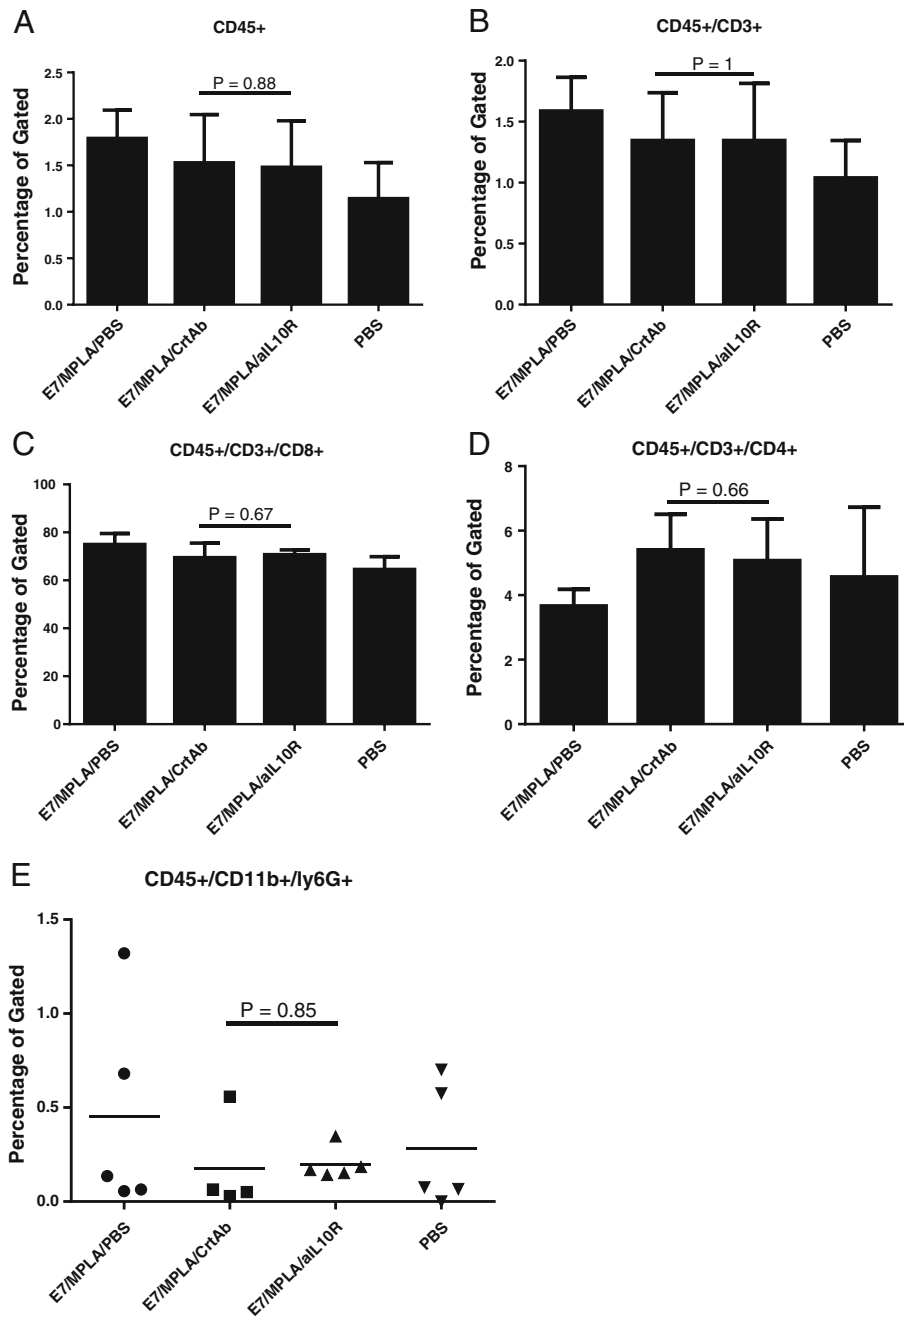 A
CD45+
Percentage of Gated
2.5
2.0
1.5
1.0
0.5
0.0
P = 0.88
E7/MPLA/PBS
E7/MPLA/CrtAb
E7/MPLA/aIL10R
PBS
B
CD45+/CD3+
Percentage of Gated
2.0
1.5
1.0
0.5
0.0
P = 1
E7/MPLA/PBS
E7/MPLA/CrtAb
E7/MPLA/aIL10R
PBS
C
CD45+/CD3+/CD8+
Percentage of Gated
100
80
60
40
20
0
P = 0.67
E7/MPLA/PBS
E7/MPLA/CrtAb
E7/MPLA/aIL10R
PBS
D
CD45+/CD3+/CD4+
Percentage of Gated
8
6
4
2
0
P = 0.66
E7/MPLA/PBS
E7/MPLA/CrtAb
E7/MPLA/aIL10R
PBS
E
CD45+/CD11b+/ly6G+
Percentage of Gated
1.5
1.0
0.5
0.0
P = 0.85
E7/MPLA/PBS
E7/MPLA/CrtAb
E7/MPLA/aIL10R
PBS